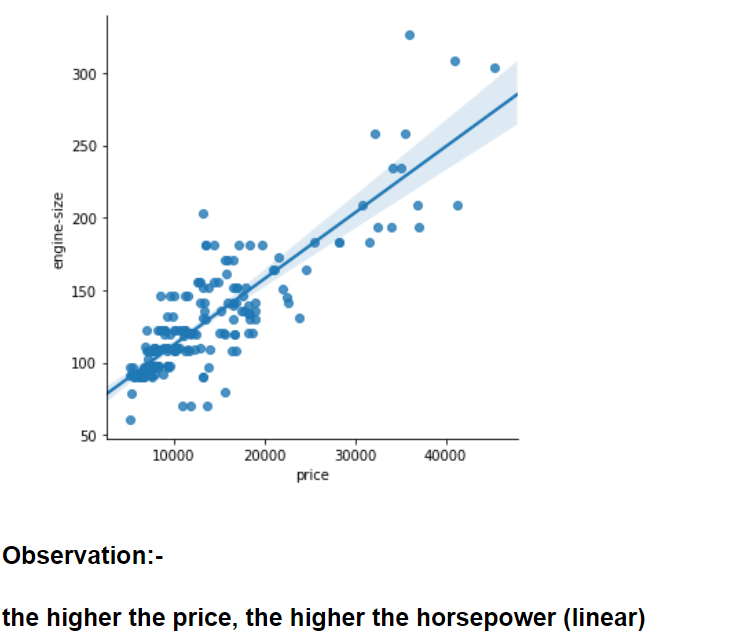 300
250
200
150
100
50
engine-size
10000 20000 30000 40000
price
Observation:-
the higher the price, the higher the horsepower (linear)